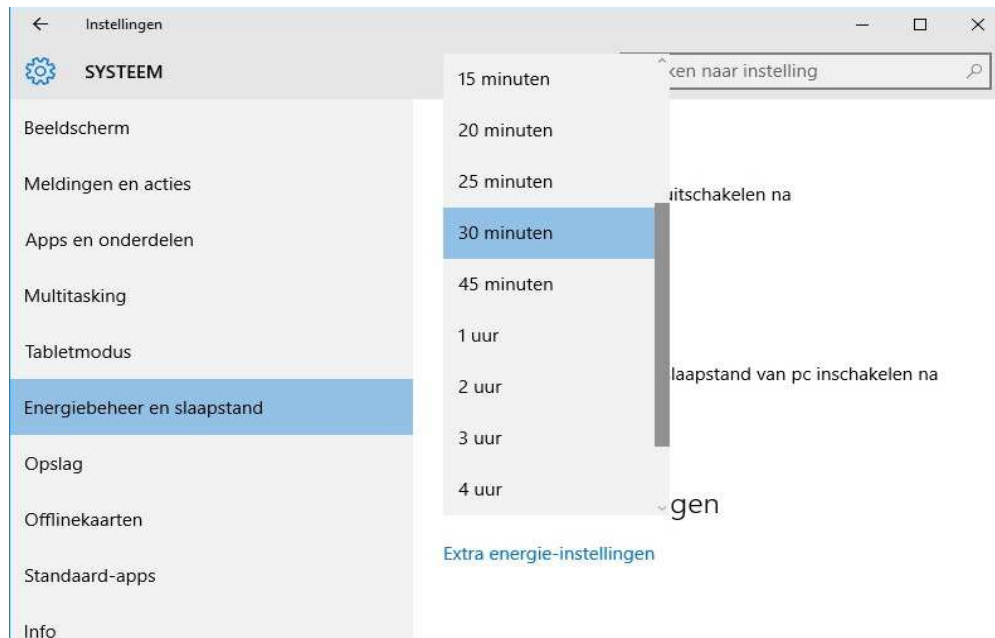 Instellingen
SYSTEEM
ken naar instelling
Beeldscherm
Meldingen en acties
Apps en onderdelen
Multitasking
Tabletmodus
Energiebeheer en slaapstand
Opslag
Offlinekaarten
Standaard-apps
Info
15 minuten
20 minuten
25 minuten
30 minuten
45 minuten
1 uur
2 uur
3 uur
4 uur
uitschakelen na
laapstand van pc inschakelen na
gen
Extra energie-instellingen